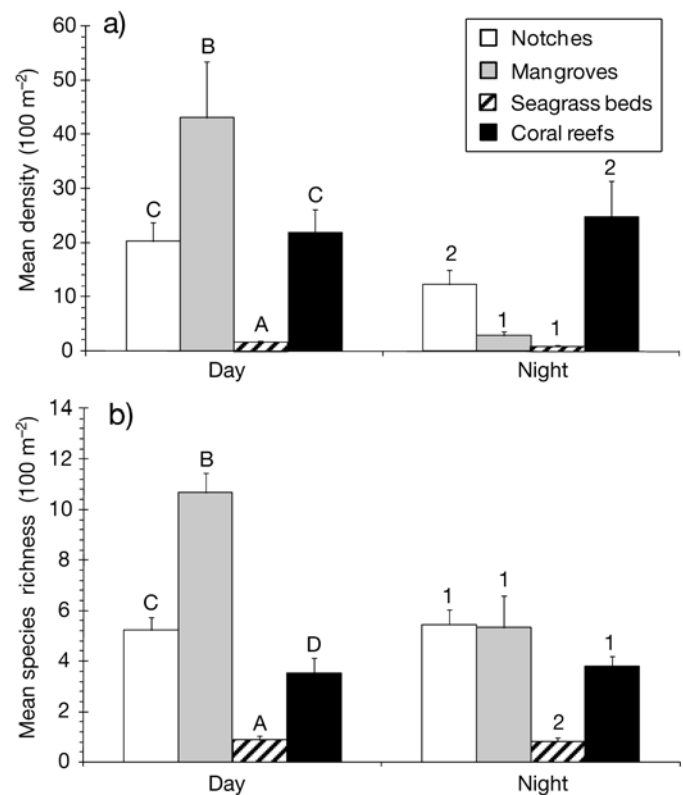 a)
Mean density (100 m⁻²)
60
50
40
30
20
10
0
C
B
A
C
2
1
1
2
Day
Night
Notches
Mangroves
Seagrass beds
Coral reefs
b)
Mean species richness (100 m⁻²)
14
12
10
8
6
4
2
0
C
B
A
D
1
1
2
1
Day
Night